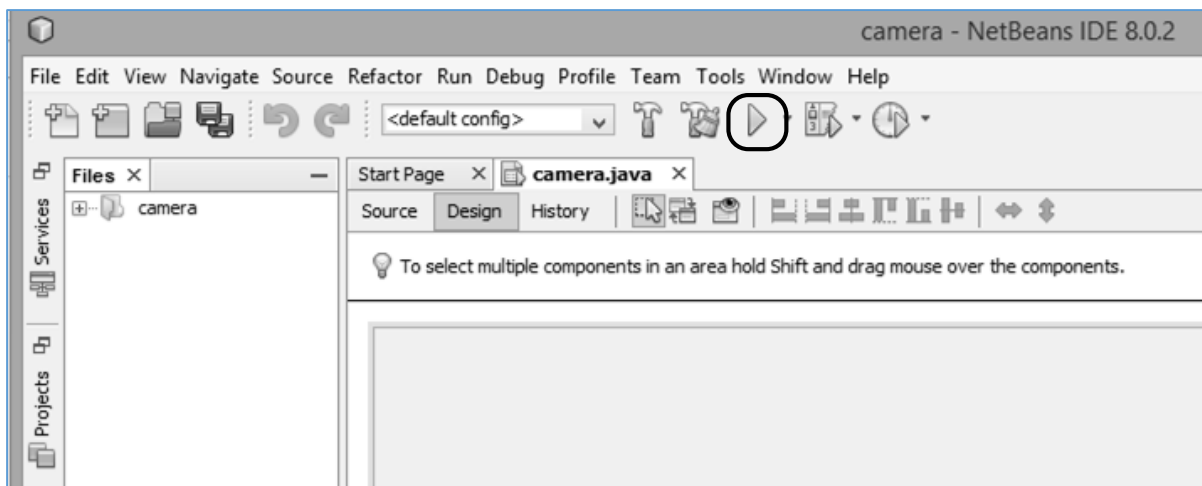 camera - NetBeans IDE 8.0.2
File Edit View Navigate Source Refactor Run Debug Profile Team Tools Window Help
<default config>
Files
Start Page
camera.java
Services
camera
Source Design History
To select multiple components in an area hold Shift and drag mouse over the components.
Projects